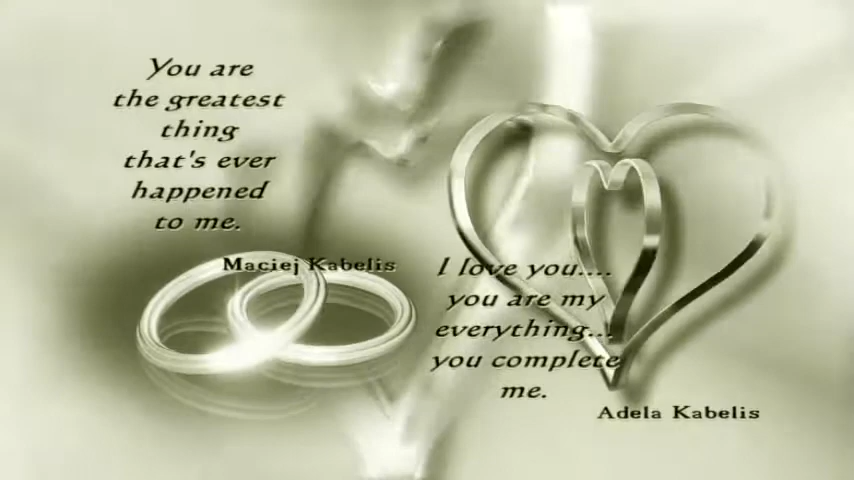 You are
the greatest
thing
that's ever
happened
to me.
Maciej Kabelis
I love you....
you are my
everything...
you complete
me.
Adela Kabelis